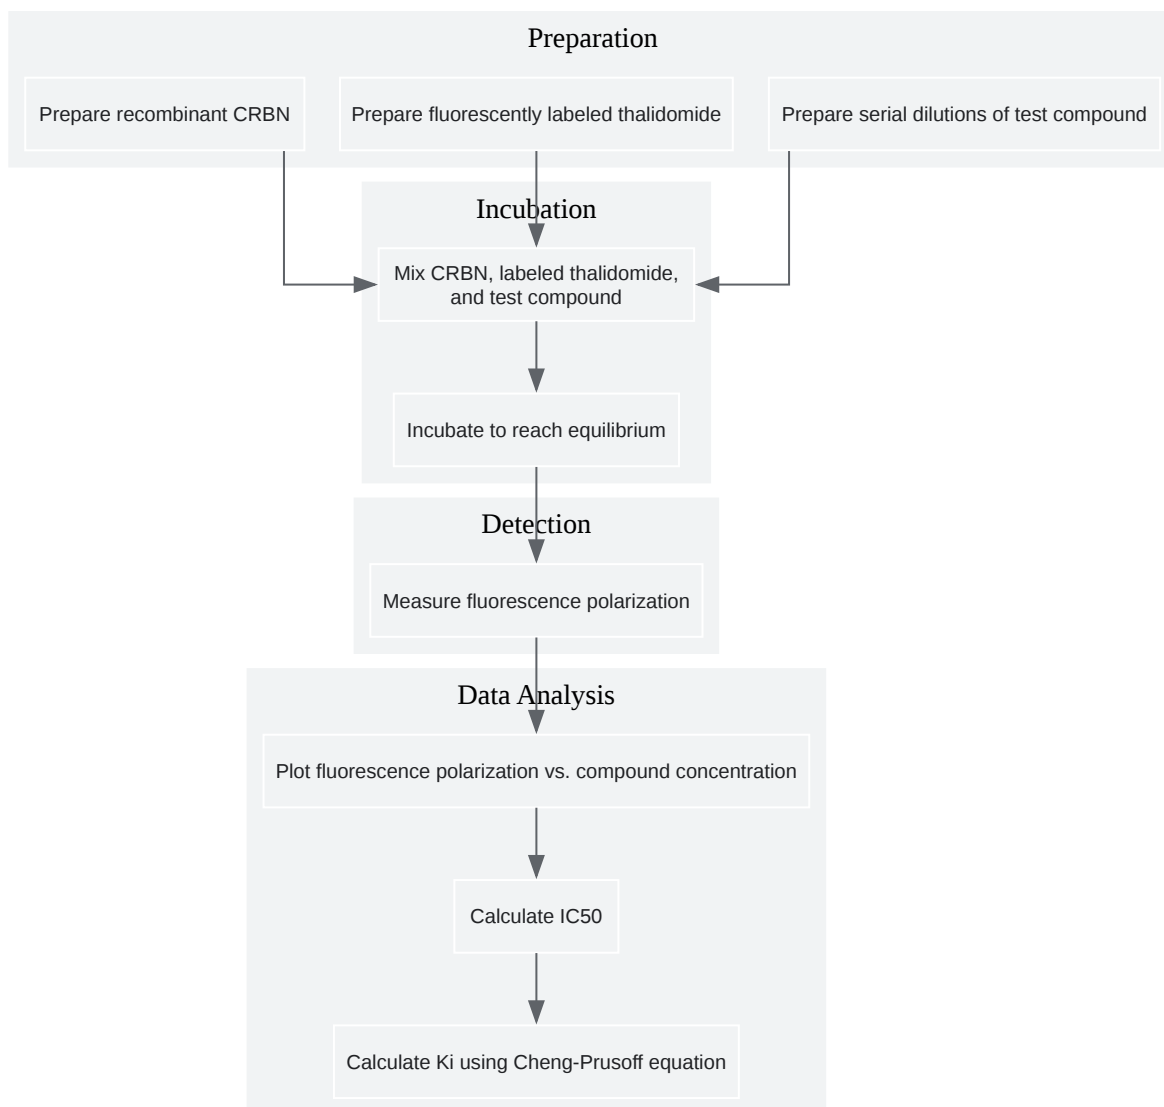 Preparation
Prepare recombinant CRBN
Prepare fluorescently labeled thalidomide
Prepare serial dilutions of test compound
Incubation
Mix CRBN, labeled thalidomide,
and test compound
Incubate to reach equilibrium
Detection
Measure fluorescence polarization
Data Analysis
Plot fluorescence polarization vs. compound concentration
Calculate IC50
Calculate Ki using Cheng-Prusoff equation